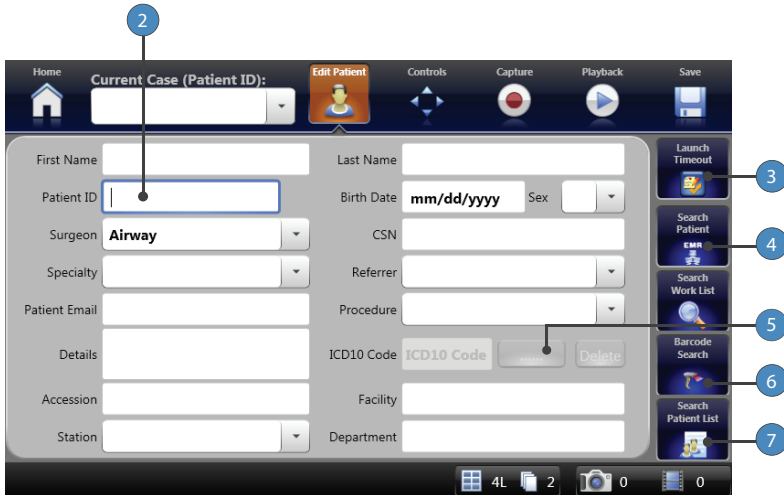 2
Home
Current Case (Patient ID):
Edit Patient
Controls
Capture
Playback
Save
First Name
Last Name
Launch
Timeout
3
Patient ID
Birth Date mm/dd/yyyy Sex
Search
Patient
EMR
4
Surgeon Airway
CSN
Specialty
Referrer
Search
Work List
Patient Email
Procedure
5
Details
ICD10 Code ICD10 Code ...... Delete
Barcode
Search
6
Accession
Facility
Search
Patient List
7
Station
Department
4L 2 0 0